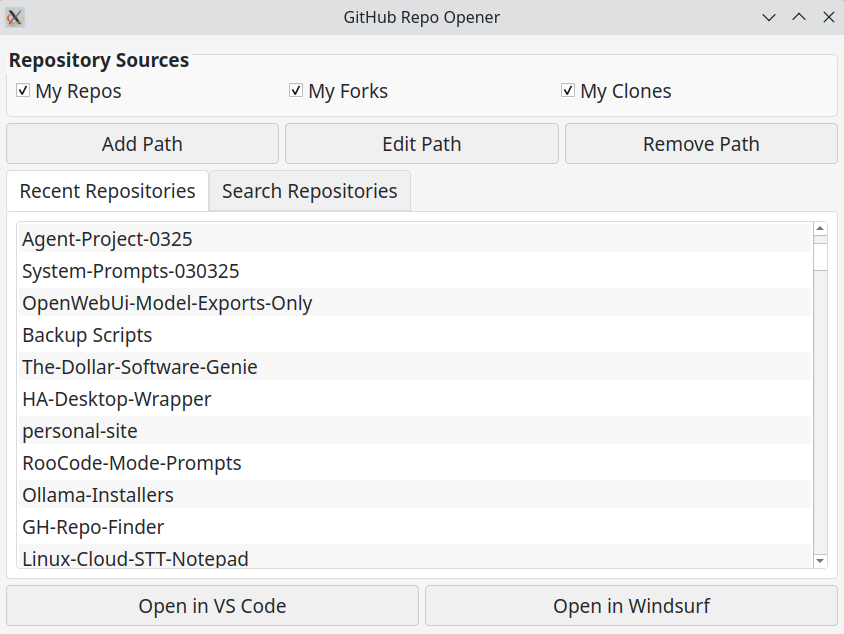 GitHub Repo Opener
Repository Sources
My Repos My Forks My Clones
Add Path Edit Path Remove Path
Recent Repositories Search Repositories
Agent-Project-0325
System-Prompts-030325
OpenWebUi-Model-Exports-Only
Backup Scripts
The-Dollar-Software-Genie
HA-Desktop-Wrapper
personal-site
RooCode-Mode-Prompts
Ollama-Installers
GH-Repo-Finder
Linux-Cloud-STT-Notepad
Open in VS Code Open in Windsurf